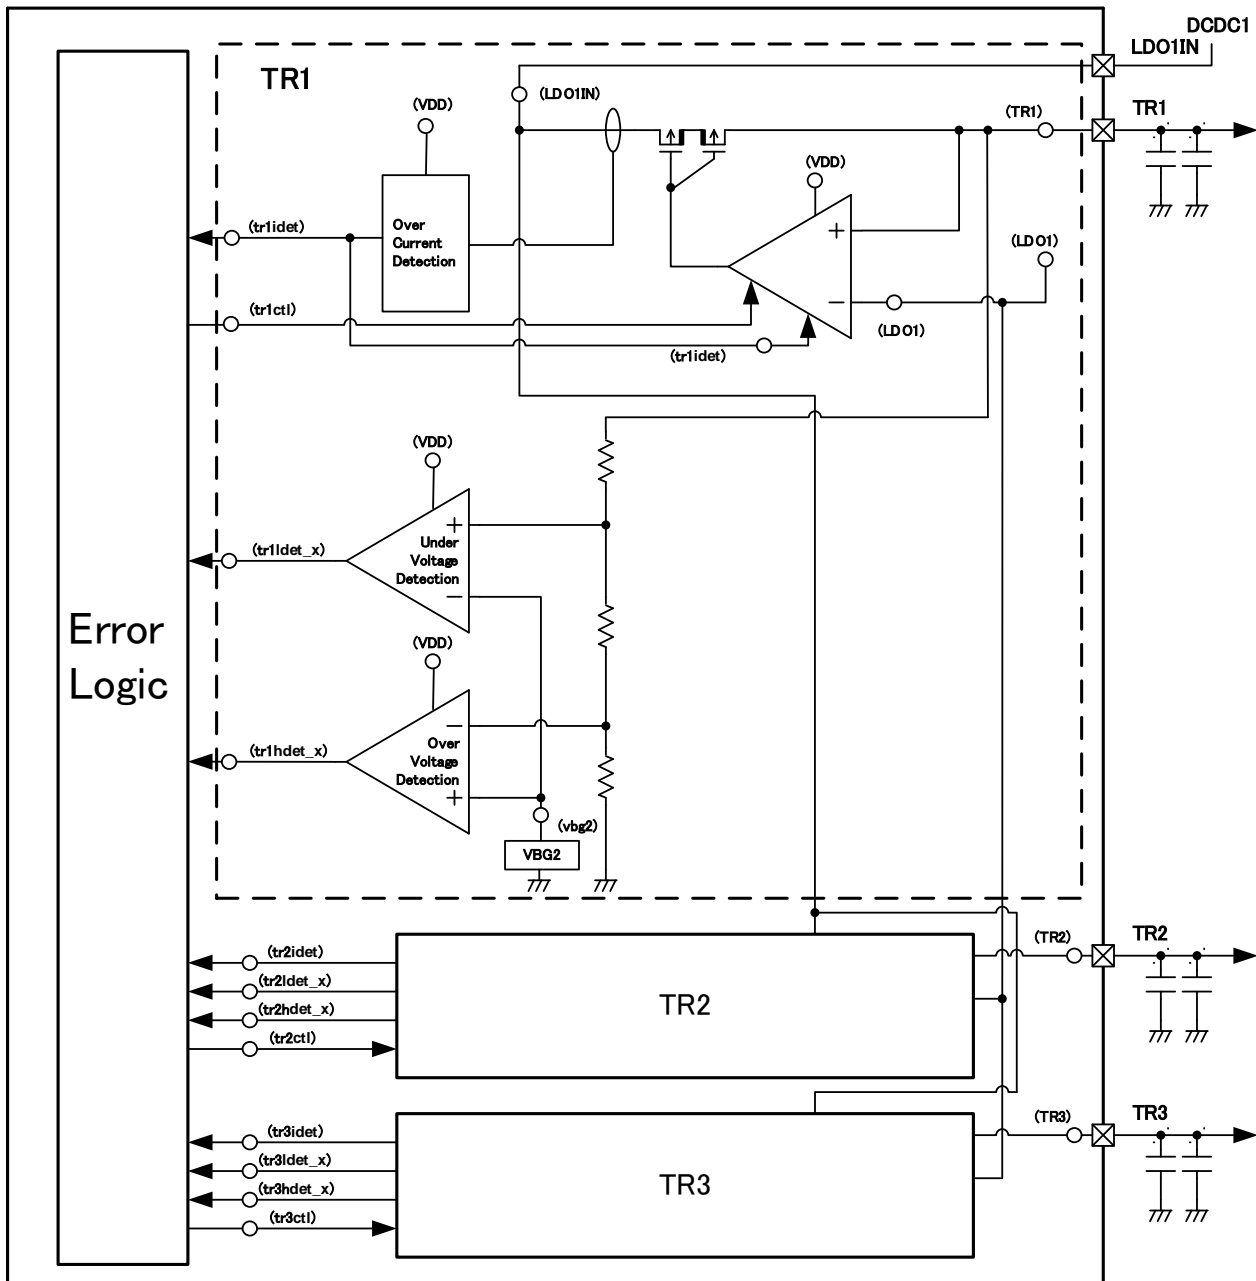 DCDC1
LDO1IN
TR1
(VDD)
(LDO1IN)
(TR1)
TR1
(VDD)
Over
Current
Detection
(tr1idet)
+
(LDO1)
(tr1ctl)
−
(LDO1)
(tr1idet)
(VDD)
+
Under
Voltage
Detection
−
(tr1ldet_x)
Error
Logic
(VDD)
−
Over
Voltage
Detection
+
(tr1hdet_x)
(vbg2)
VBG2
(tr2idet)
(tr2ldet_x)
(tr2hdet_x)
(tr2ctl)
TR2
(TR2)
TR2
(tr3idet)
(tr3ldet_x)
(tr3hdet_x)
(tr3ctl)
TR3
(TR3)
TR3